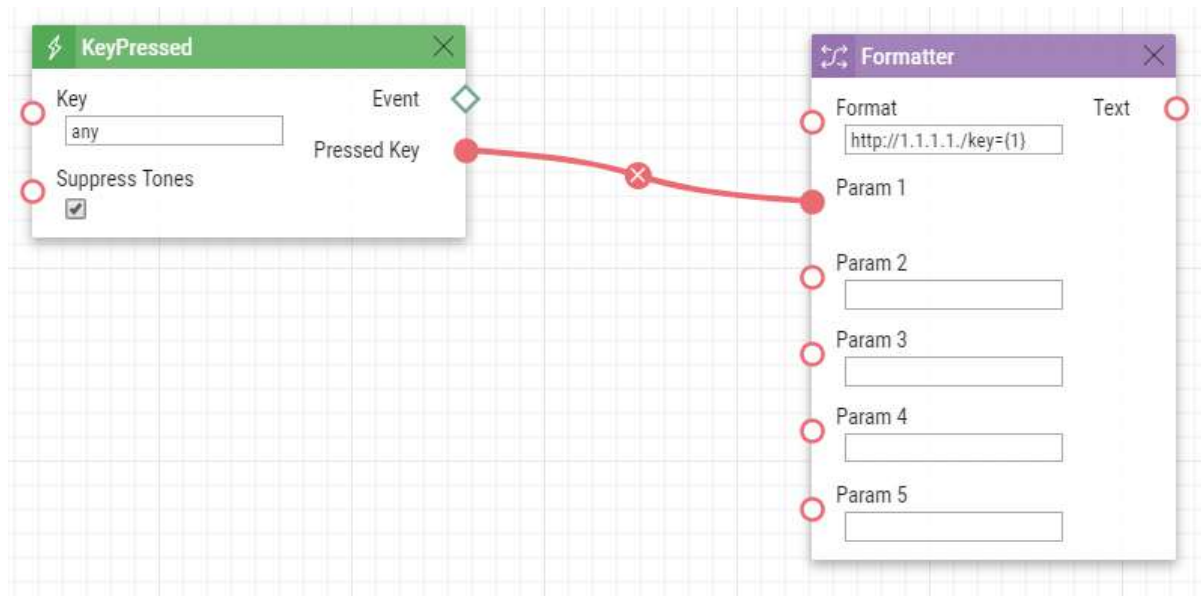 KeyPressed
Key
Event
any
Pressed Key
Suppress Tones
Formatter
Format
Text
http://1.1.1.1./key={1}
Param 1
Param 2
Param 3
Param 4
Param 5